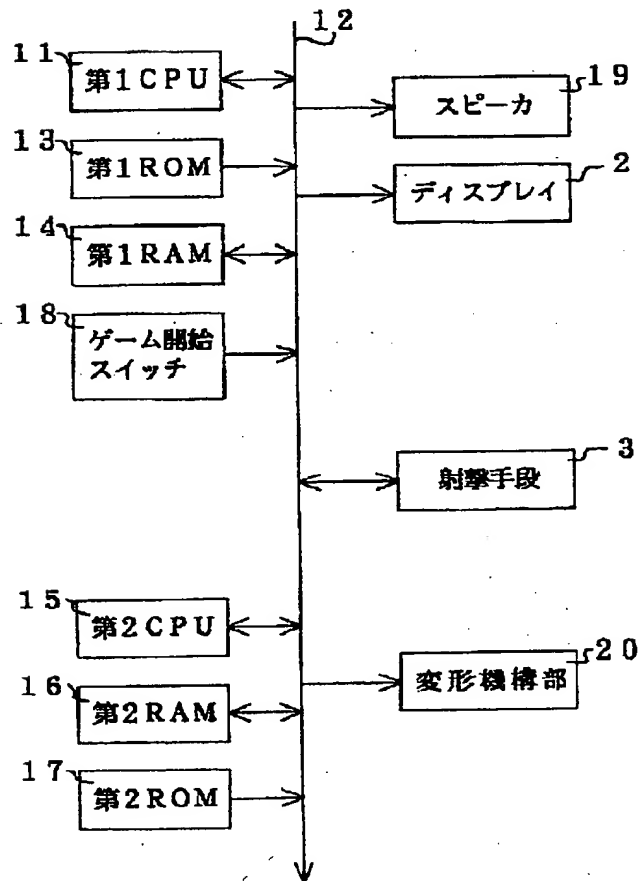 12
11
第1CPU
19
スピーカ
13
第1ROM
2
ディスプレイ
14
第1RAM
18
ゲーム開始
スイッチ
3
射撃手段
15
第2CPU
20
変形機構部
16
第2RAM
17
第2ROM